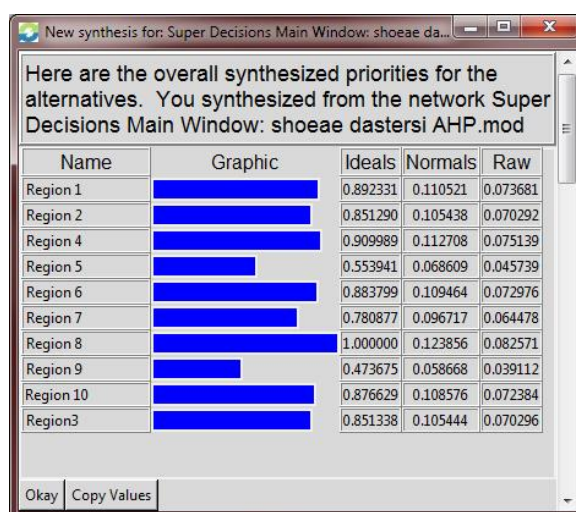 New synthesis for: Super Decisions Main Window: shoeae da...
Here are the overall synthesized priorities for the
alternatives. You synthesized from the network Super
Decisions Main Window: shoeae dastersi AHP.mod
Name Graphic Ideals Normals Raw
Region 1 0.892331 0.110521 0.073681
Region 2 0.851290 0.105438 0.070292
Region 4 0.909989 0.112708 0.075139
Region 5 0.553941 0.068609 0.045739
Region 6 0.883799 0.109464 0.072976
Region 7 0.780877 0.096717 0.064478
Region 8 1.000000 0.123856 0.082571
Region 9 0.473675 0.058668 0.039112
Region 10 0.876629 0.108576 0.072384
Region3 0.851338 0.105444 0.070296
Okay Copy Values